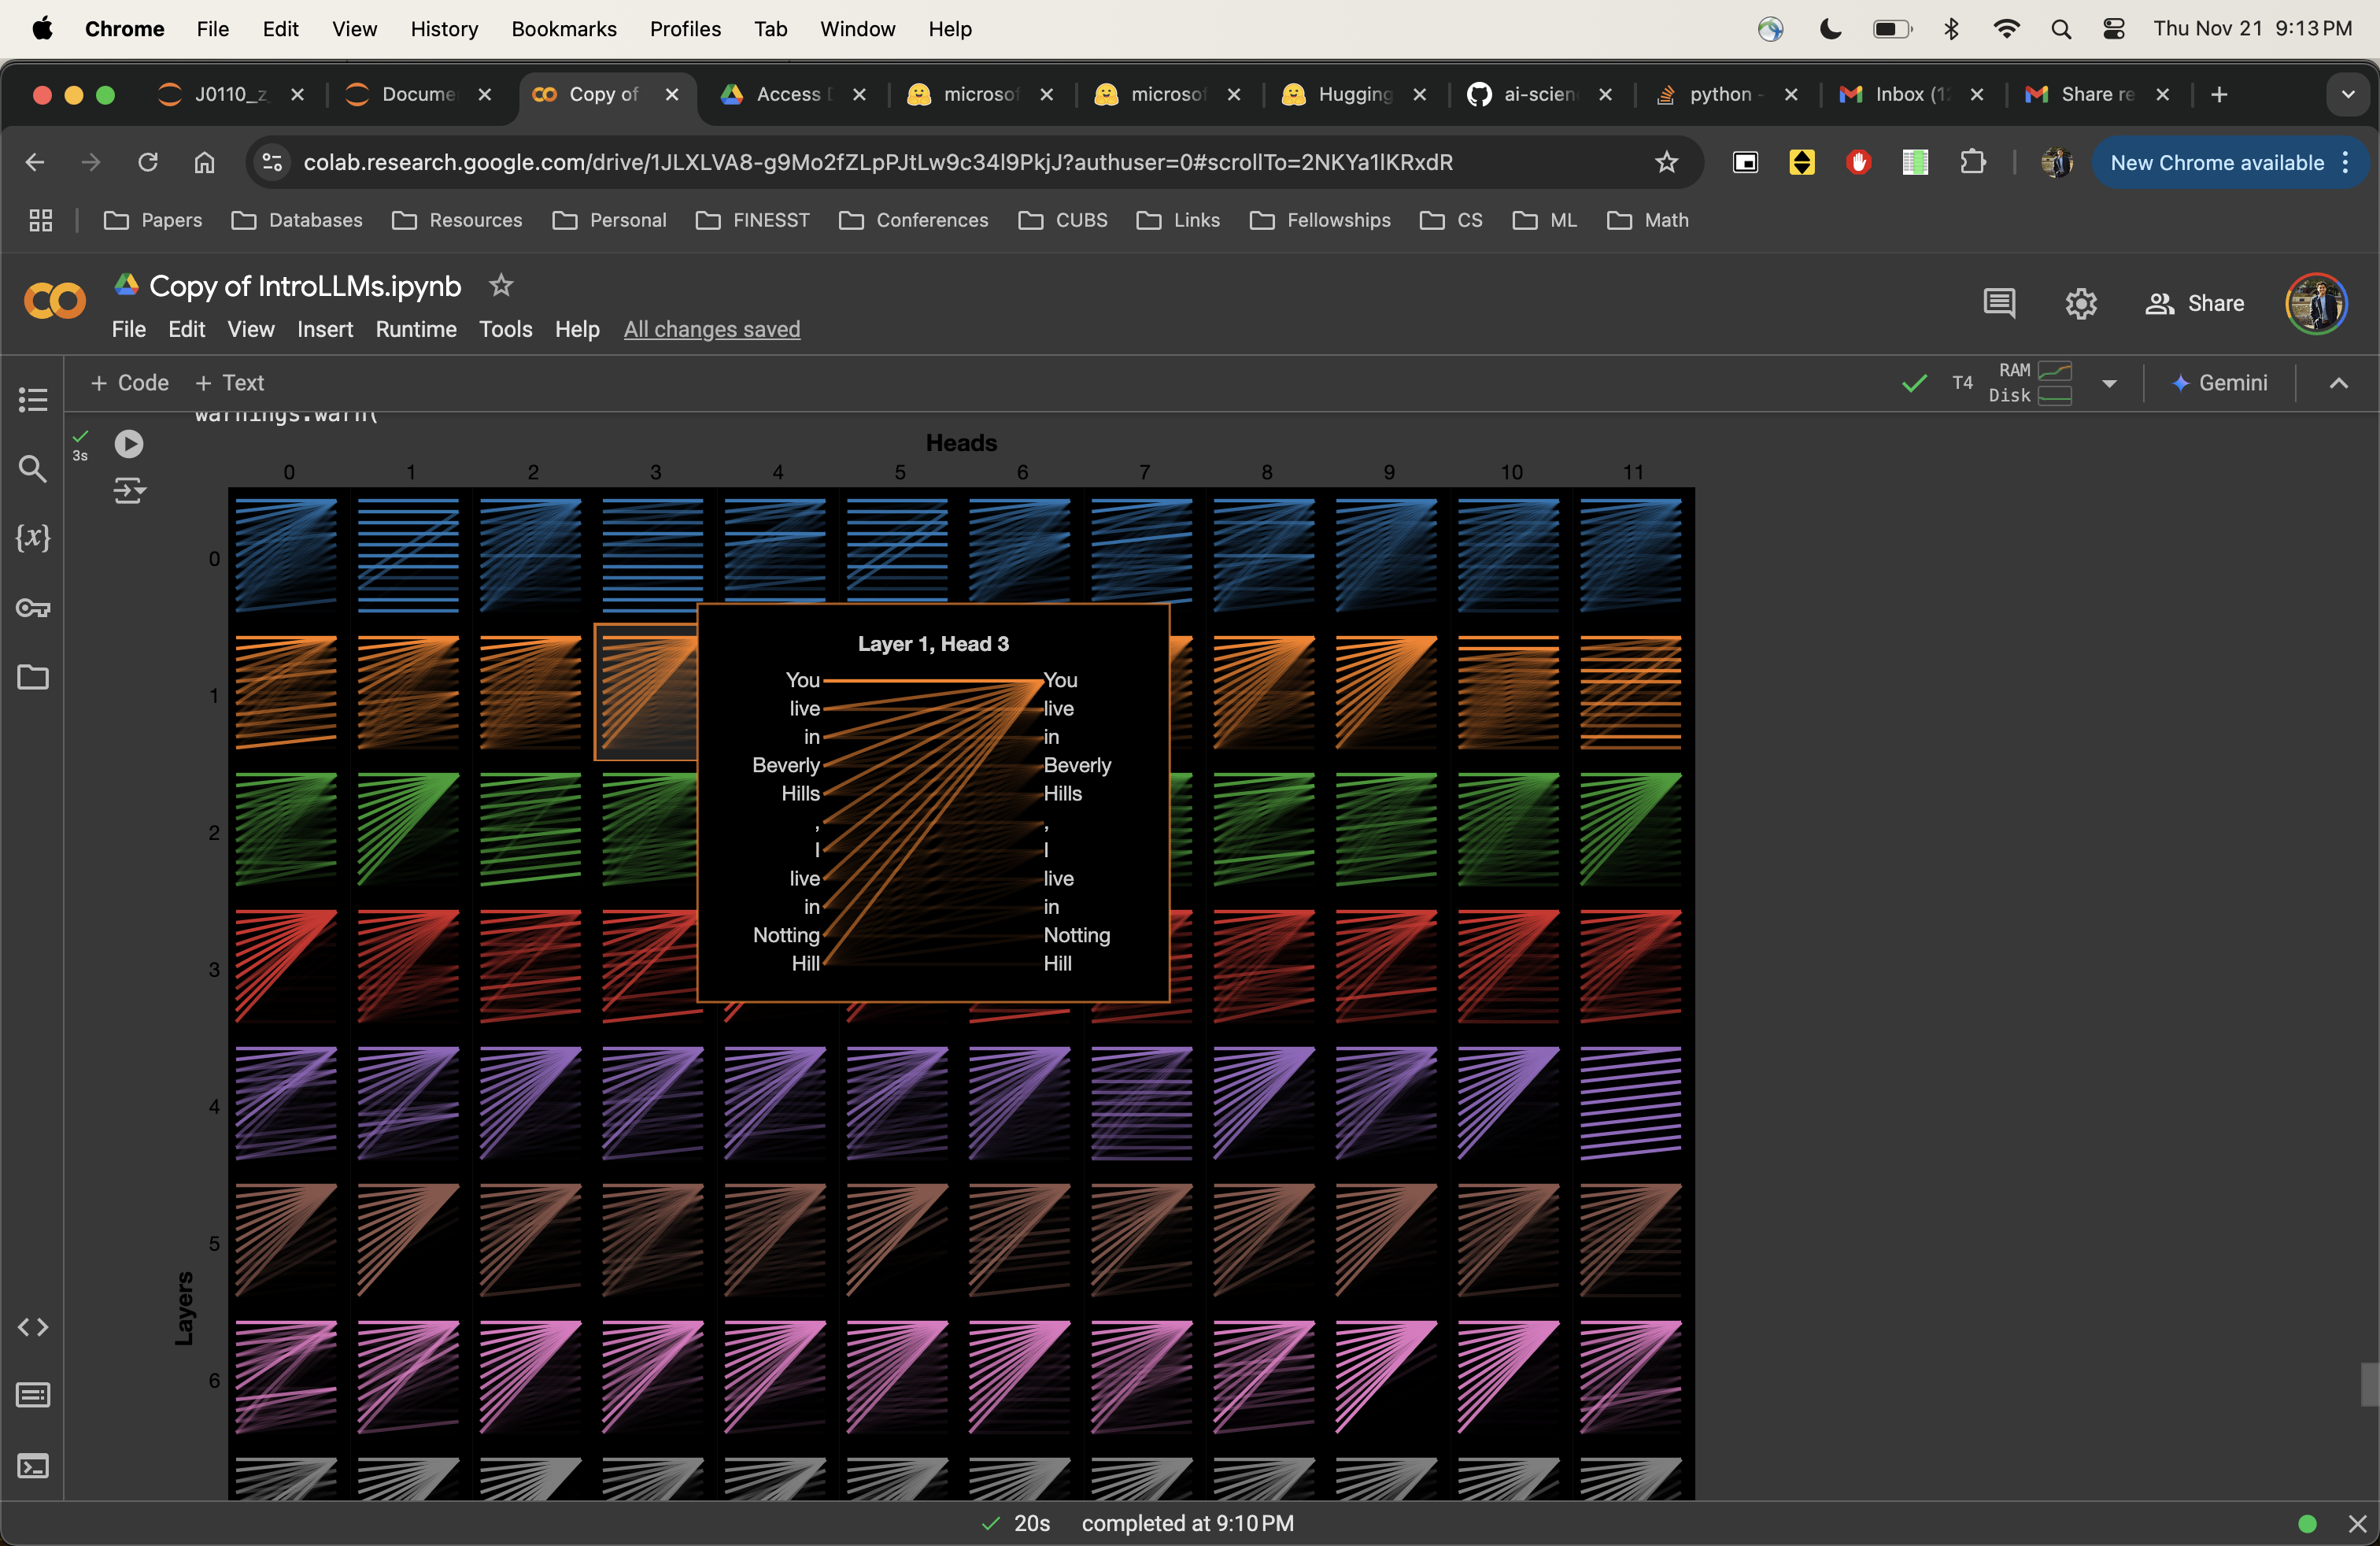 Chrome File Edit View History Bookmarks Profiles Tab Window Help Thu Nov 21 9:13 PM
J0110_z Docume Copy of Access microsof microsof Hugging ai-scien python - Inbox (1 Share re
colab.research.google.com/drive/1JLXLVA8-g9Mo2fZLpPJtLw9c34l9PkjJ?authuser=0#scrollTo=2NKYa1lKRxdR New Chrome available
Papers Databases Resources Personal FINESST Conferences CUBS Links Fellowships CS ML Math
Copy of IntroLLMs.ipynb
Share
File Edit View Insert Runtime Tools Help All changes saved
+ Code + Text T4 RAM Disk Gemini
warnings.warn(
3s
{x}
Heads
0 1 2 3 4 5 6 7 8 9 10 11
0
1
2
3
4
5
6
Layers
Layer 1, Head 3
You You
live live
in in
Beverly Beverly
Hills Hills
, ,
I I
live live
in in
Notting Notting
Hill Hill
20s completed at 9:10 PM